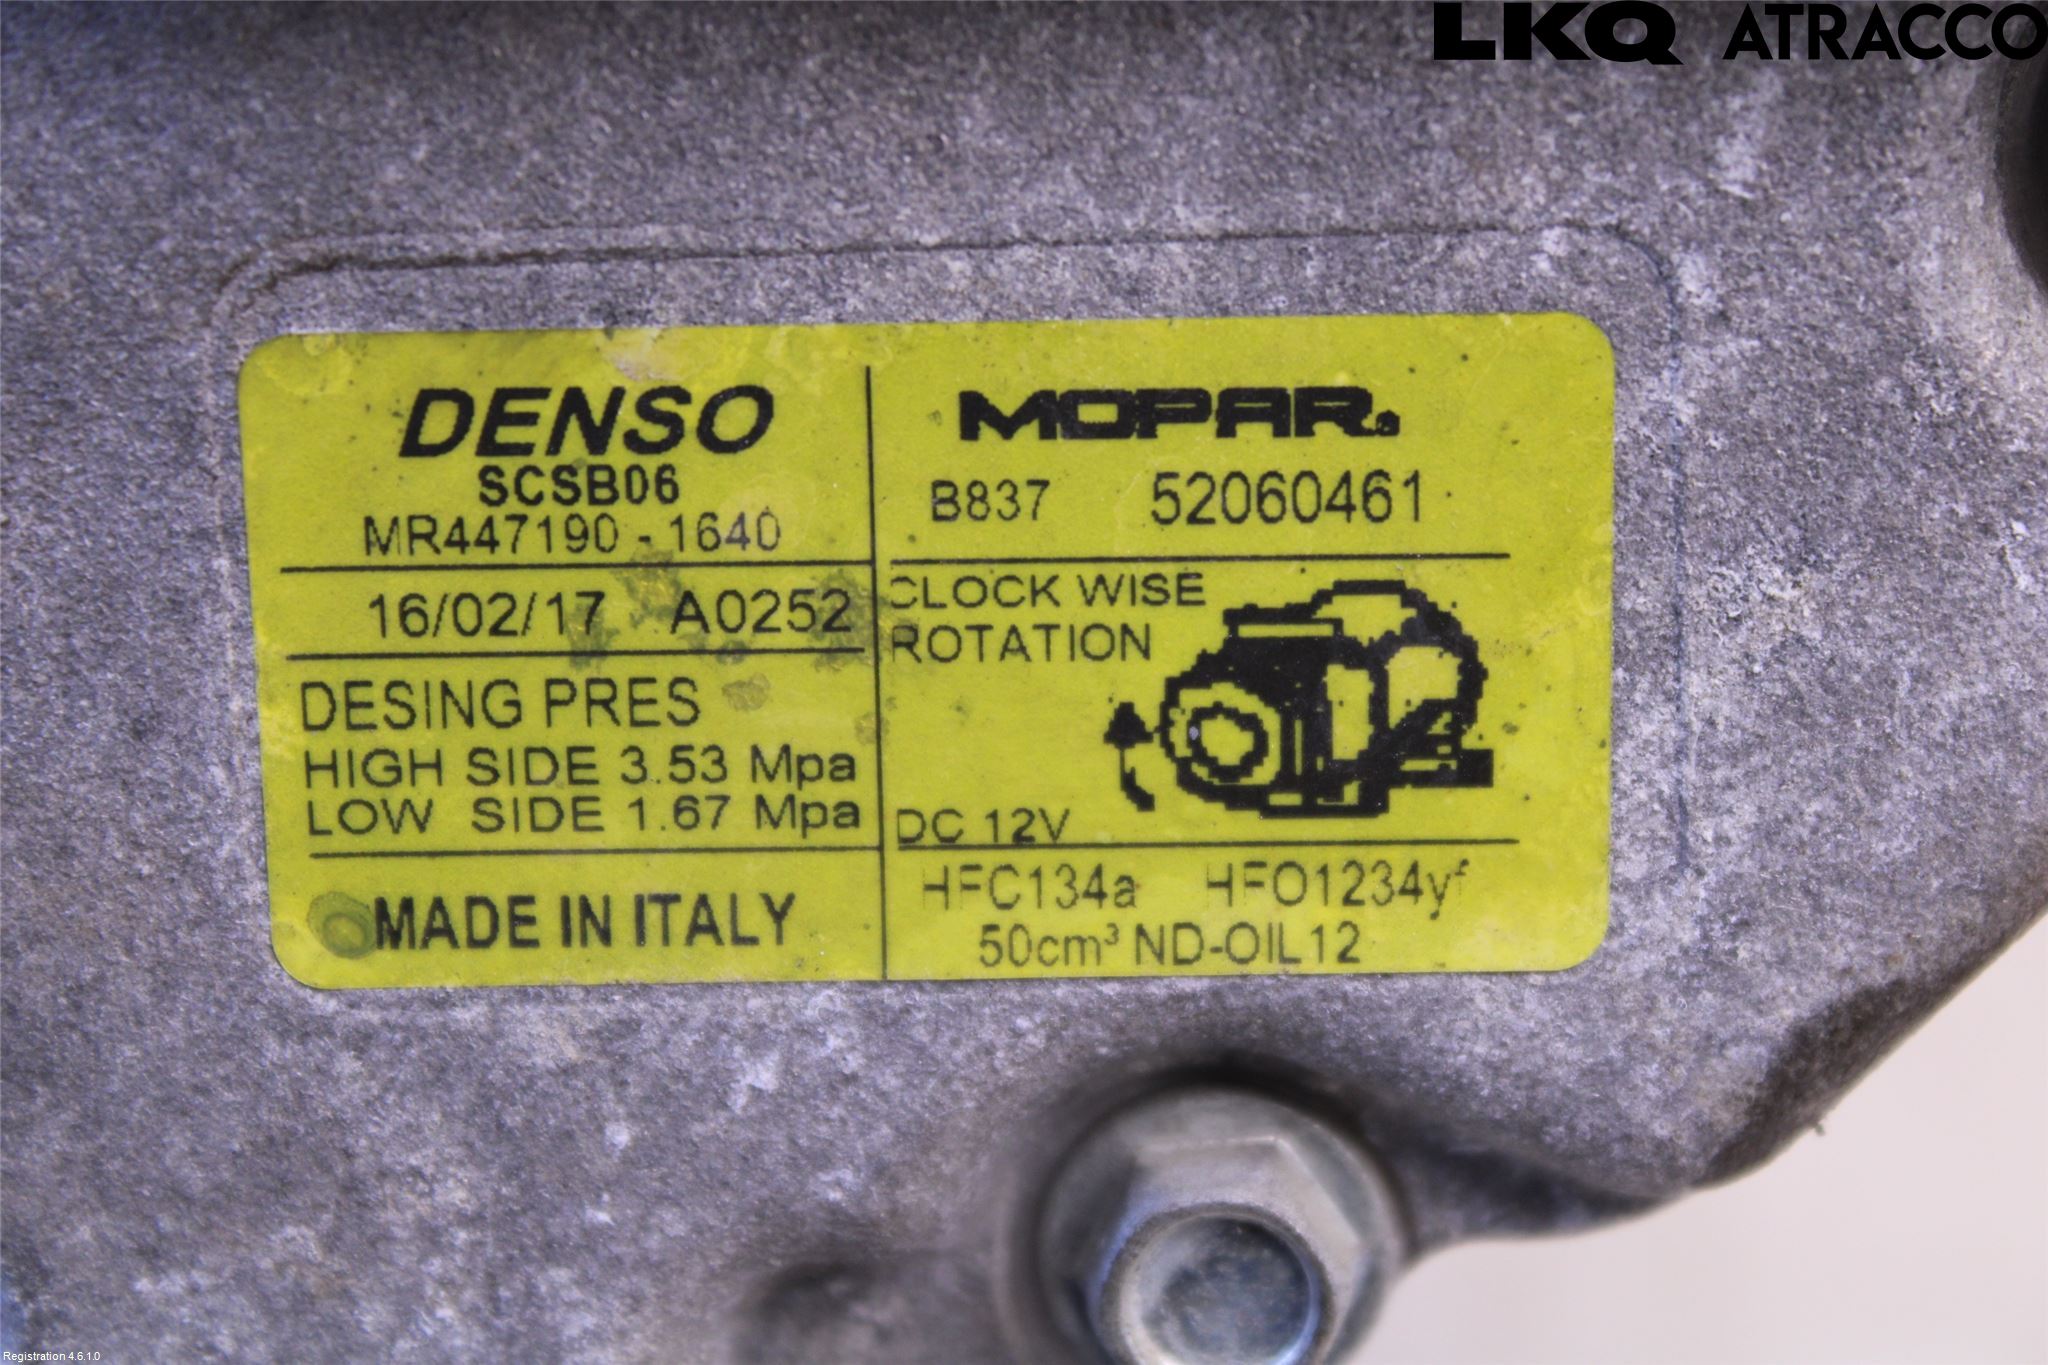 LKQ ATRACCO
DENSO
SCSB06
MR447190-1640
16/02/17 A0252
DESING PRES
HIGH SIDE 3.53 Mpa
LOW SIDE 1.67 Mpa
MADE IN ITALY
MOPAR®
B837 52060461
CLOCK WISE
ROTATION
DC 12V
HFC134a HFO1234yf
50cm³ ND-OIL12
Registration 4.6.1.0